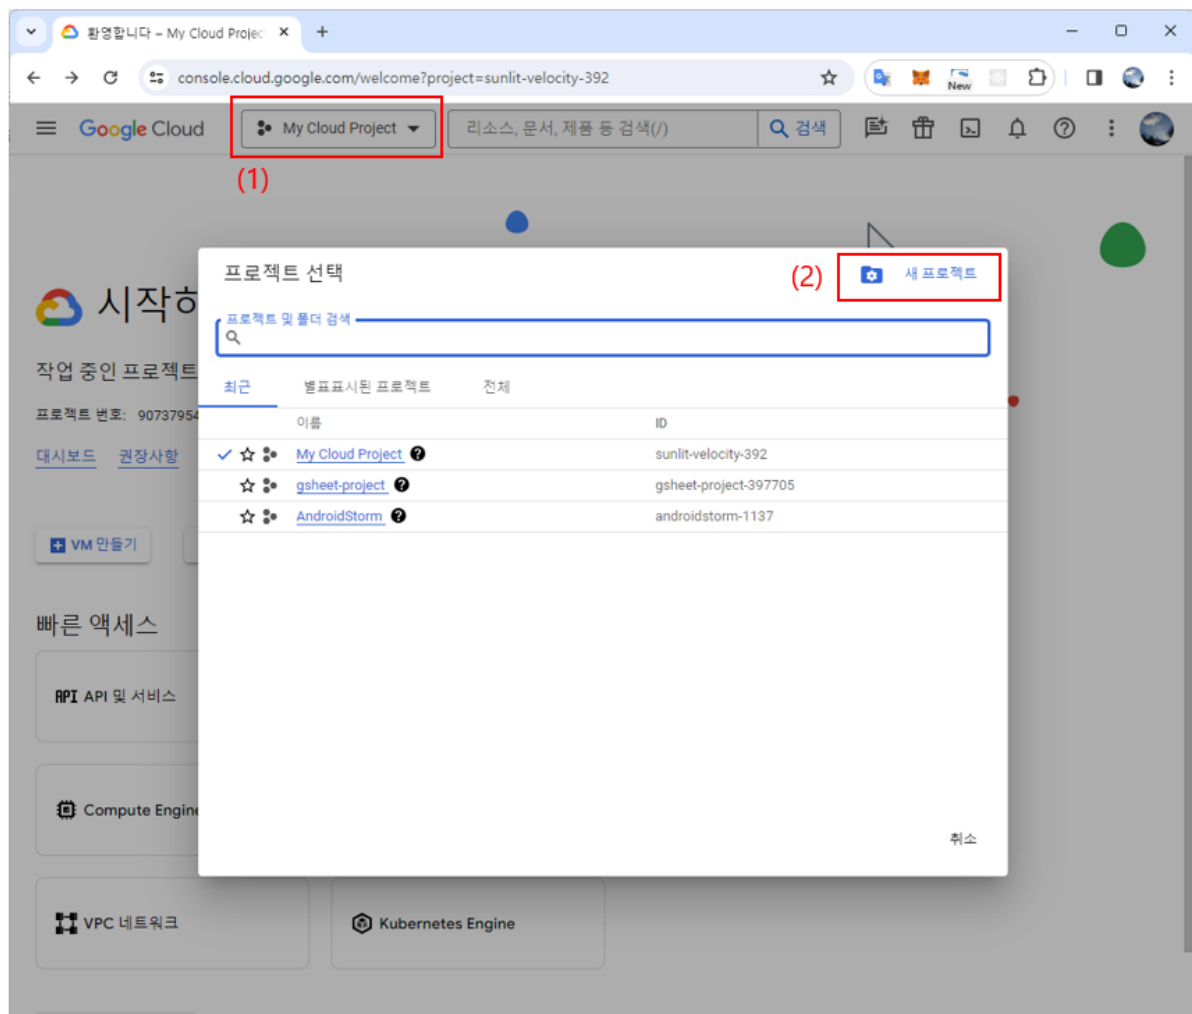 환영합니다 – My Cloud Projec
console.cloud.google.com/welcome?project=sunlit-velocity-392
New
Google Cloud
My Cloud Project
리소스, 문서, 제품 등 검색(/)
검색
(1)
프로젝트 선택
(2)
새 프로젝트
시작하
프로젝트 및 폴더 검색
작업 중인 프로젝트
최근
별표표시된 프로젝트
전체
프로젝트 번호: 90737954
이름
ID
대시보드
권장사항
My Cloud Project
sunlit-velocity-392
gsheet-project
gsheet-project-397705
AndroidStorm
androidstorm-1137
VM 만들기
빠른 액세스
API API 및 서비스
Compute Engine
취소
VPC 네트워크
Kubernetes Engine